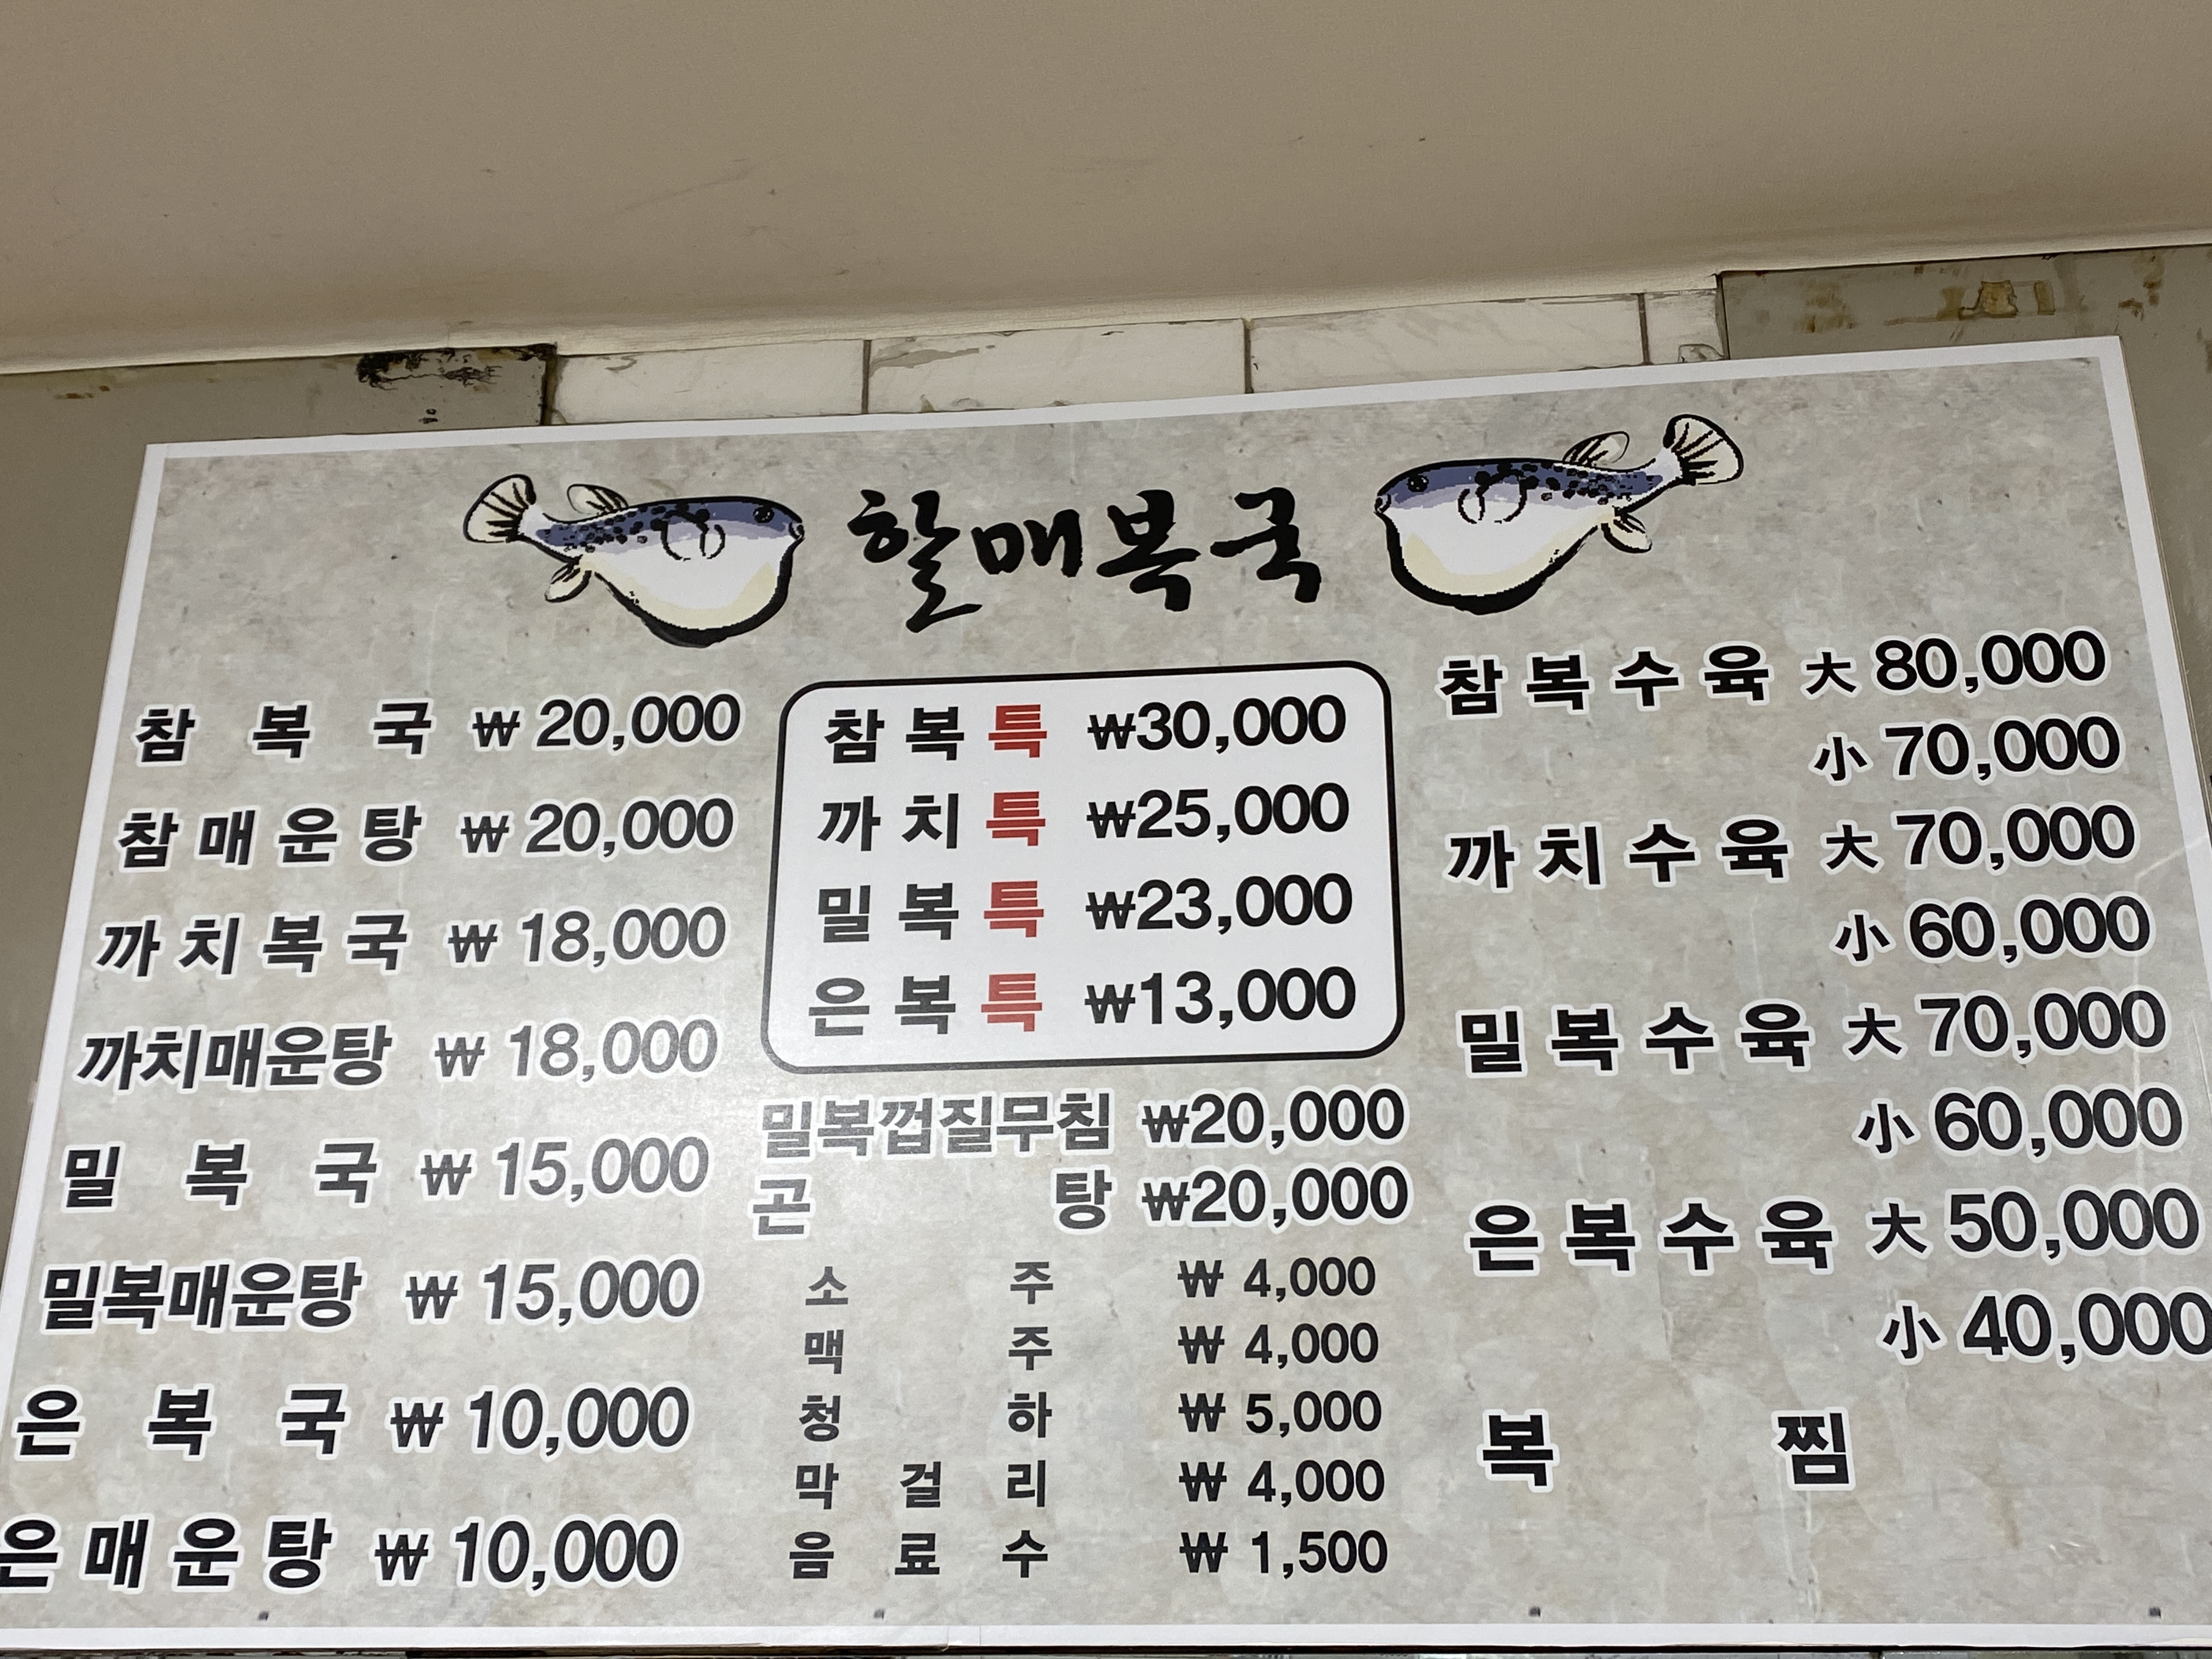 할매복국
참 복 국 ₩ 20,000
참 매 운 탕 ₩ 20,000
까 치 복 국 ₩ 18,000
까치매운탕 ₩ 18,000
밀 복 국 ₩ 15,000
밀복매운탕 ₩ 15,000
은 복 국 ₩ 10,000
은 매 운 탕 ₩ 10,000
참 복 특 ₩30,000
까 치 특 ₩25,000
밀 복 특 ₩23,000
은 복 특 ₩13,000
밀복껍질무침 ₩20,000
곤 탕 ₩20,000
소 주 ₩ 4,000
맥 주 ₩ 4,000
청 하 ₩ 5,000
막 걸 리 ₩ 4,000
음 료 수 ₩ 1,500
참 복 수 육 大 80,000
小 70,000
까 치 수 육 大 70,000
小 60,000
밀 복 수 육 大 70,000
小 60,000
은 복 수 육 大 50,000
小 40,000
복 찜